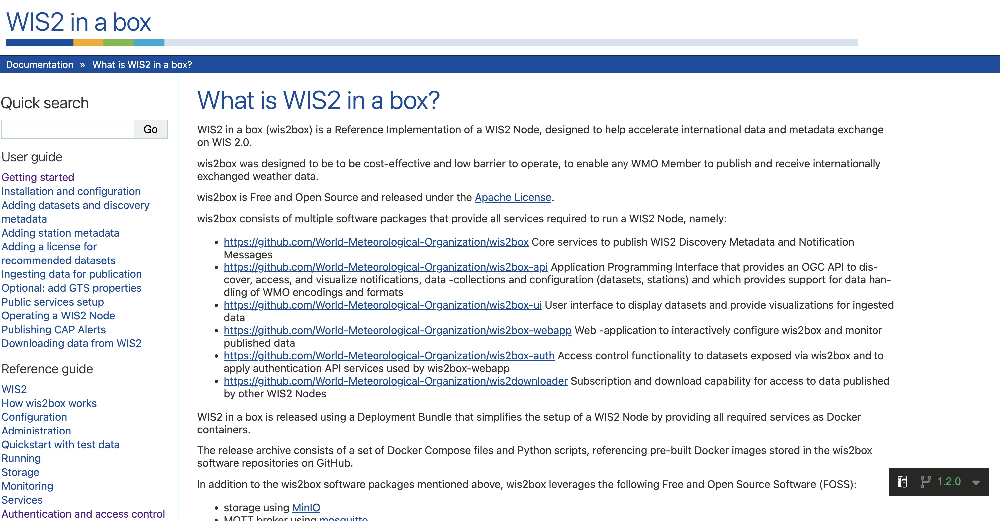 WIS2 in a box
Documentation » What is WIS2 in a box?
Quick search
Go
User guide
Getting started
Installation and configuration
Adding datasets and discovery
metadata
Adding station metadata
Adding a license for
recommended datasets
Ingesting data for publication
Optional: add GTS properties
Public services setup
Operating a WIS2 Node
Publishing CAP Alerts
Downloading data from WIS2
Reference guide
WIS2
How wis2box works
Configuration
Administration
Quickstart with test data
Running
Storage
Monitoring
Services
Authentication and access control
What is WIS2 in a box?
WIS2 in a box (wis2box) is a Reference Implementation of a WIS2 Node, designed to help accelerate international data and metadata exchange
on WIS 2.0.
wis2box was designed to be to be cost-effective and low barrier to operate, to enable any WMO Member to publish and receive internationally
exchanged weather data.
wis2box is Free and Open Source and released under the Apache License.
wis2box consists of multiple software packages that provide all services required to run a WIS2 Node, namely:
• https://github.com/World-Meteorological-Organization/wis2box Core services to publish WIS2 Discovery Metadata and Notification
Messages
• https://github.com/World-Meteorological-Organization/wis2box-api Application Programming Interface that provides an OGC API to dis-
cover, access, and visualize notifications, data -collections and configuration (datasets, stations) and which provides support for data han-
dling of WMO encodings and formats
• https://github.com/World-Meteorological-Organization/wis2box-ui User interface to display datasets and provide visualizations for ingested
data
• https://github.com/World-Meteorological-Organization/wis2box-webapp Web -application to interactively configure wis2box and monitor
published data
• https://github.com/World-Meteorological-Organization/wis2box-auth Access control functionality to datasets exposed via wis2box and to
apply authentication API services used by wis2box-webapp
• https://github.com/World-Meteorological-Organization/wis2downloader Subscription and download capability for access to data published
by other WIS2 Nodes
WIS2 in a box is released using a Deployment Bundle that simplifies the setup of a WIS2 Node by providing all required services as Docker
containers.
The release archive consists of a set of Docker Compose files and Python scripts, referencing pre-built Docker images stored in the wis2box
software repositories on GitHub.
In addition to the wis2box software packages mentioned above, wis2box leverages the following Free and Open Source Software (FOSS):
• storage using MinIO
• MQTT broker using mosquitto
1.2.0